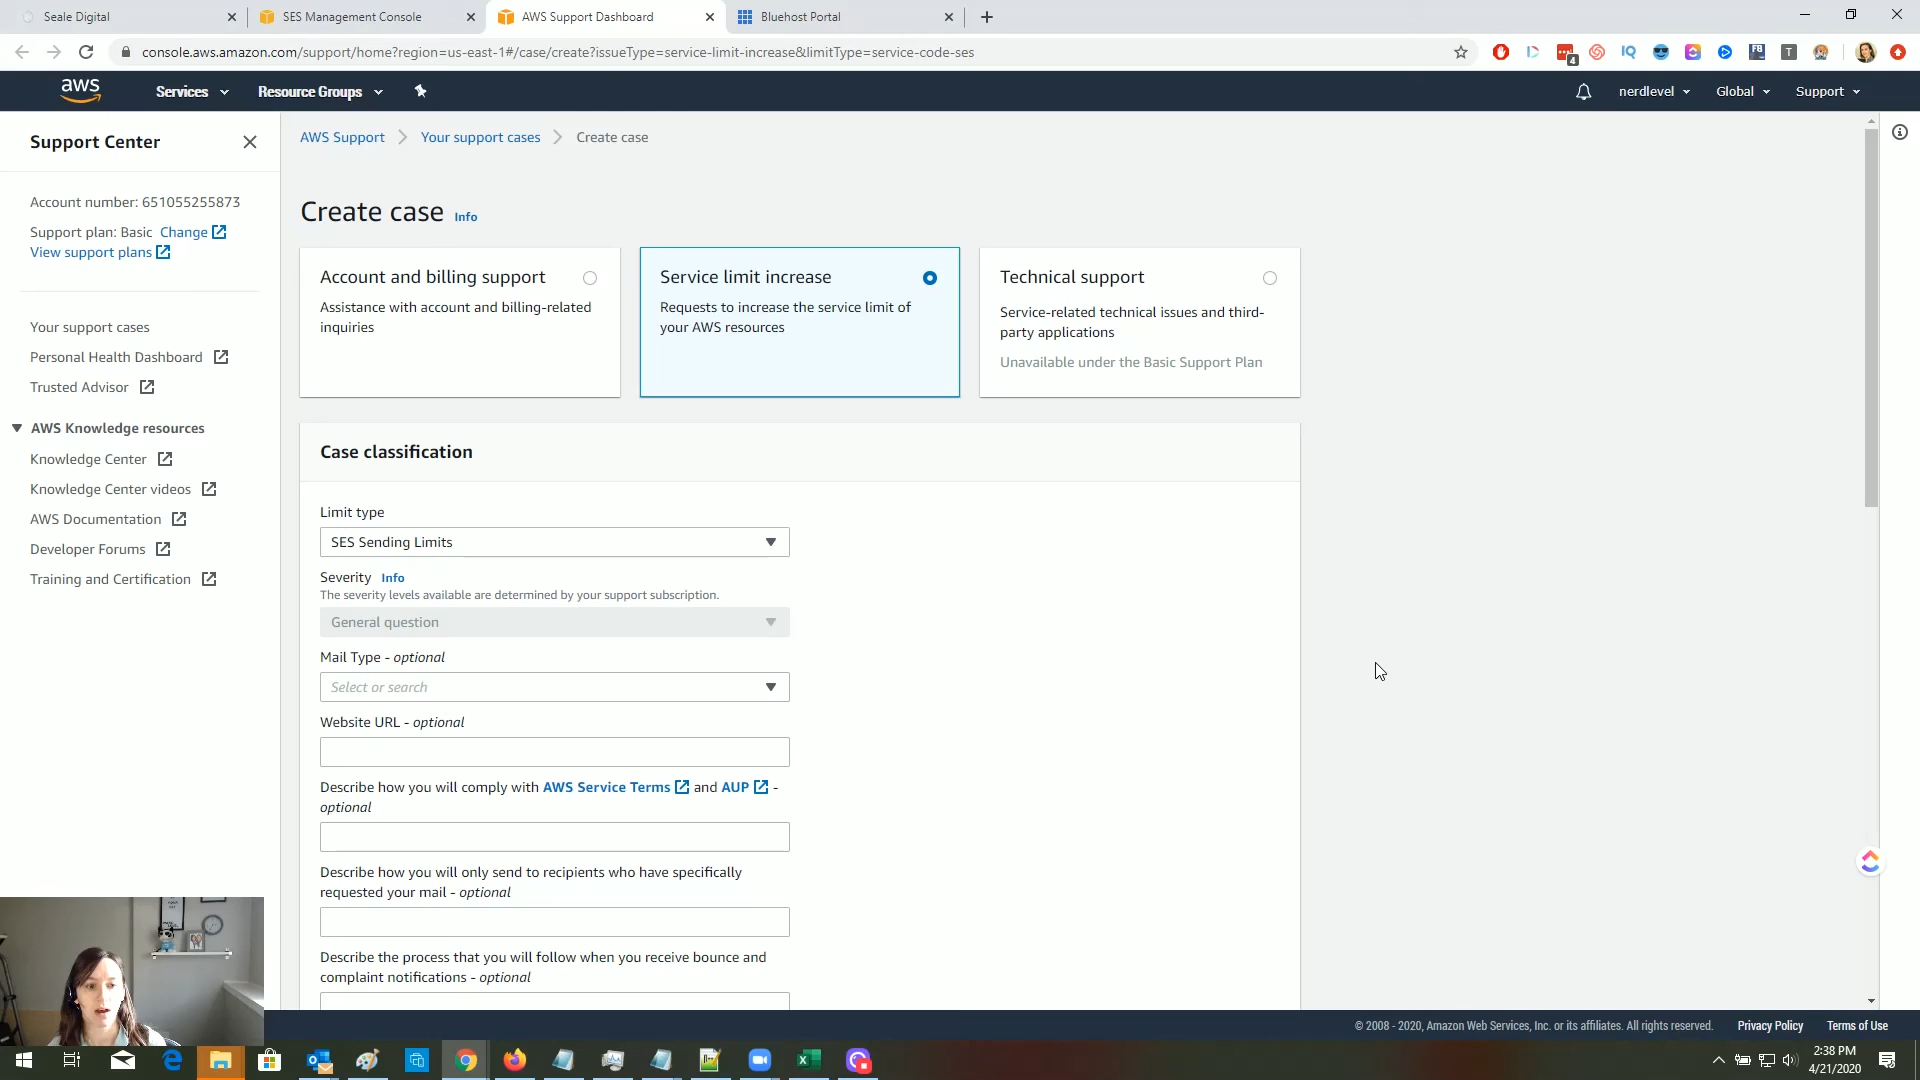 Seale Digital
SES Management Console
AWS Support Dashboard
Bluehost Portal
console.aws.amazon.com/support/home?region=us-east-1#/case/create?issueType=service-limit-increase&limitType=service-code-ses
aws
Services
Resource Groups
nerdlevel
Global
Support
Support Center
Account number: 651055255873
Support plan: Basic Change
View support plans
Your support cases
Personal Health Dashboard
Trusted Advisor
AWS Knowledge resources
Knowledge Center
Knowledge Center videos
AWS Documentation
Developer Forums
Training and Certification
AWS Support
Your support cases
Create case
Create case Info
Account and billing support
Assistance with account and billing-related
inquiries
Service limit increase
Requests to increase the service limit of
your AWS resources
Technical support
Service-related technical issues and third-
party applications
Unavailable under the Basic Support Plan
Case classification
Limit type
SES Sending Limits
Severity Info
The severity levels available are determined by your support subscription.
General question
Mail Type - optional
Select or search
Website URL - optional
Describe how you will comply with AWS Service Terms and AUP -
optional
Describe how you will only send to recipients who have specifically
requested your mail - optional
Describe the process that you will follow when you receive bounce and
complaint notifications - optional
© 2008 - 2020, Amazon Web Services, Inc. or its affiliates. All rights reserved.
Privacy Policy
Terms of Use
2:38 PM
4/21/2020